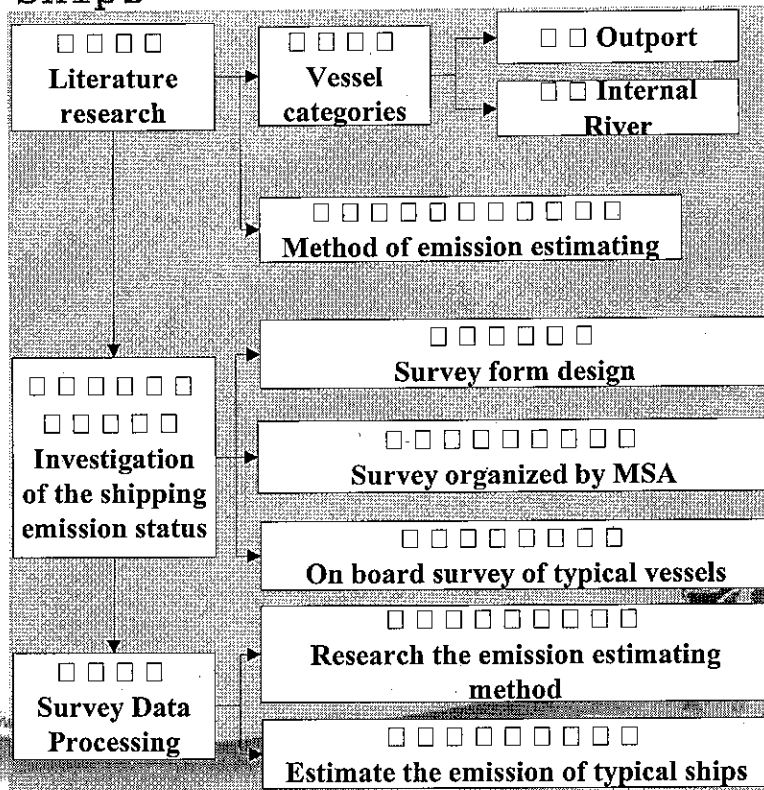 Ships
Literature
research
Vessel
categories
Outport
Internal
River
Method of emission estimating
Investigation
of the shipping
emission status
Survey form design
Survey organized by MSA
On board survey of typical vessels
Survey Data
Processing
Research the emission estimating
method
Estimate the emission of typical ships